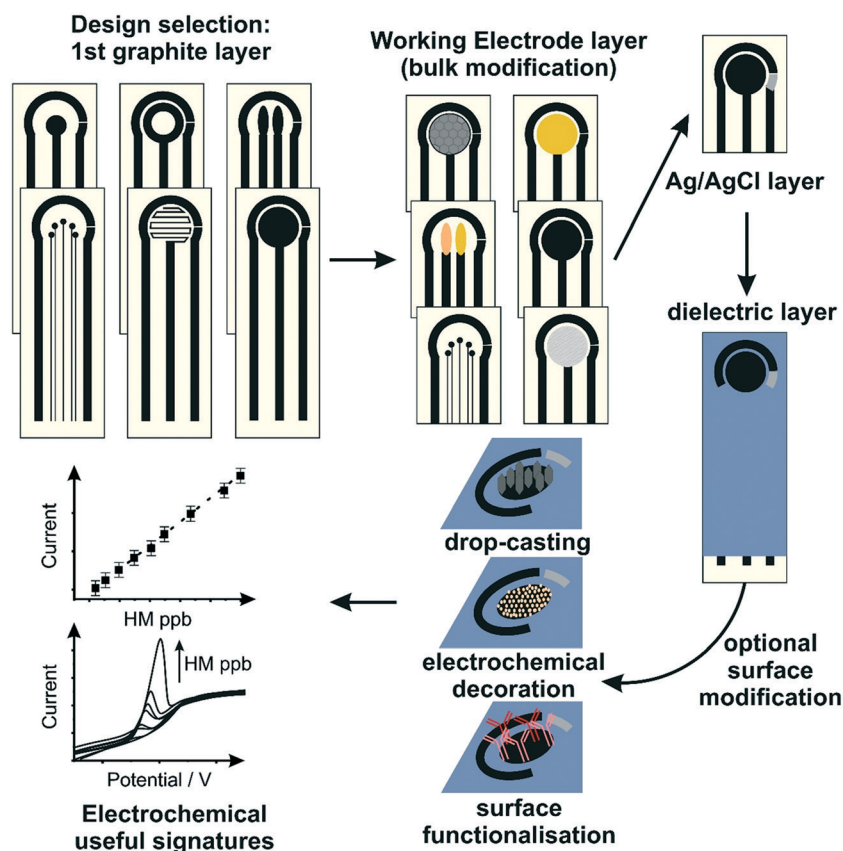 Design selection:
1st graphite layer
Working Electrode layer
(bulk modification)
Ag/AgCl layer
dielectric layer
optional
surface
modification
drop-casting
electrochemical
decoration
surface
functionalisation
Current
HM ppb
Current
HM ppb
Potential / V
Electrochemical
useful signatures